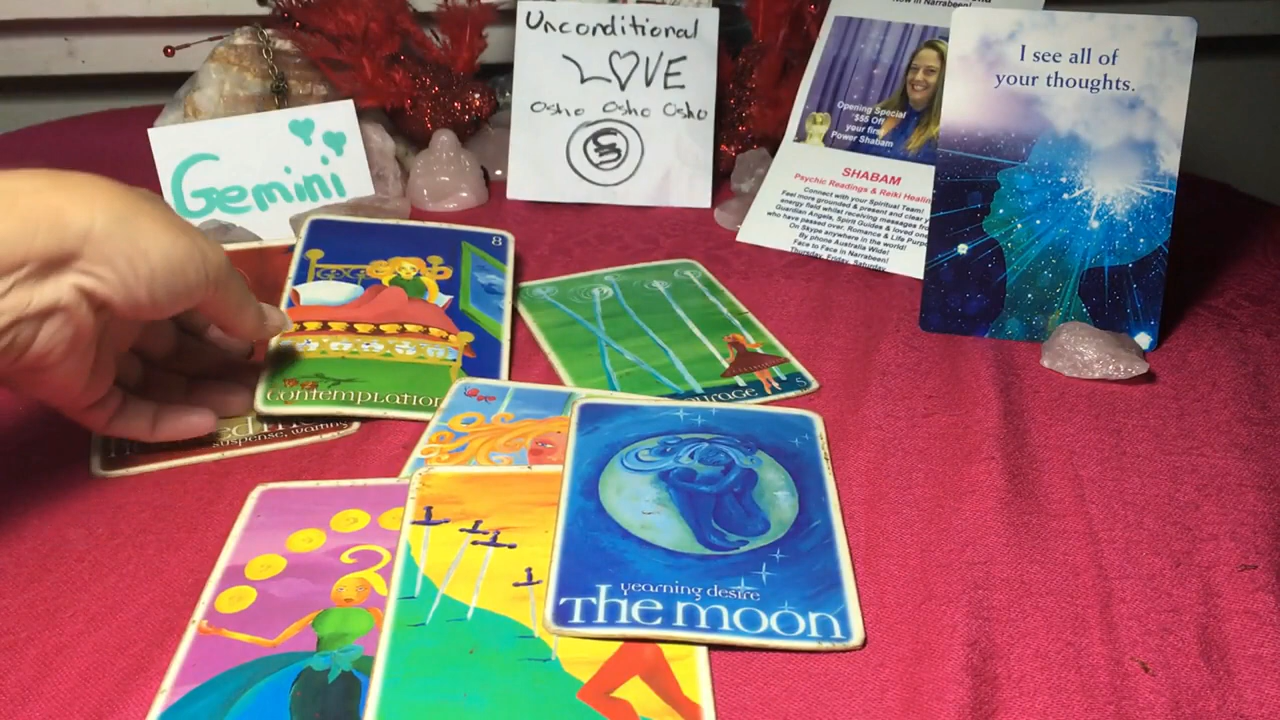 Gemini
Unconditional
LOVE
Osho Osho Osho
Now in Narrabeen!
Opening Special
$55 Off
your first
Power Shabam
SHABAM
Psychic Readings & Reiki
Connect with your Spiritual Team!
Feel more grounded & present and clear
energy field whilst receiving messages
Guardian Angels, Spirit Guides & loved
who have passed over, Romance & Life
On Skype anywhere in the world!
By phone Australia Wide!
Face to Face in Narrabeen!
Thursday, Friday, Saturday
I see all of
your thoughts.
8
Contemplation
5
suspense, waiting
yearning desire
The moon